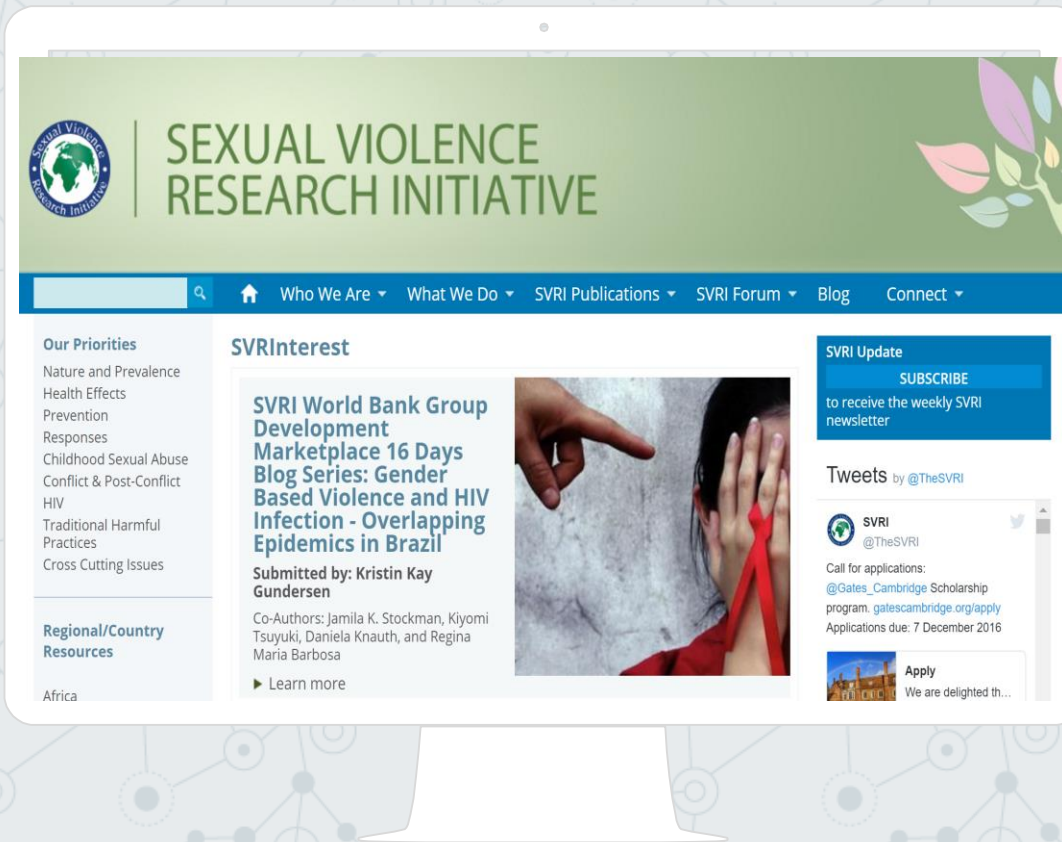 Sexual Violence
Research Initiative
SEXUAL VIOLENCE
RESEARCH INITIATIVE
Who We Are
What We Do
SVRI Publications
SVRI Forum
Blog
Connect
Our Priorities
Nature and Prevalence
Health Effects
Prevention
Responses
Childhood Sexual Abuse
Conflict & Post-Conflict
HIV
Traditional Harmful
Practices
Cross Cutting Issues
Regional/Country
Resources
Africa
SVRInterest
SVRI World Bank Group
Development
Marketplace 16 Days
Blog Series: Gender
Based Violence and HIV
Infection - Overlapping
Epidemics in Brazil
Submitted by: Kristin Kay
Gundersen
Co-Authors: Jamila K. Stockman, Kiyomi
Tsuyuki, Daniela Knauth, and Regina
Maria Barbosa
Learn more
SVRI Update
SUBSCRIBE
to receive the weekly SVRI
newsletter
Tweets by @TheSVRI
SVRI
@TheSVRI
Call for applications:
@Gates_Cambridge Scholarship
program. gatescambridge.org/apply
Applications due: 7 December 2016
Apply
We are delighted th...